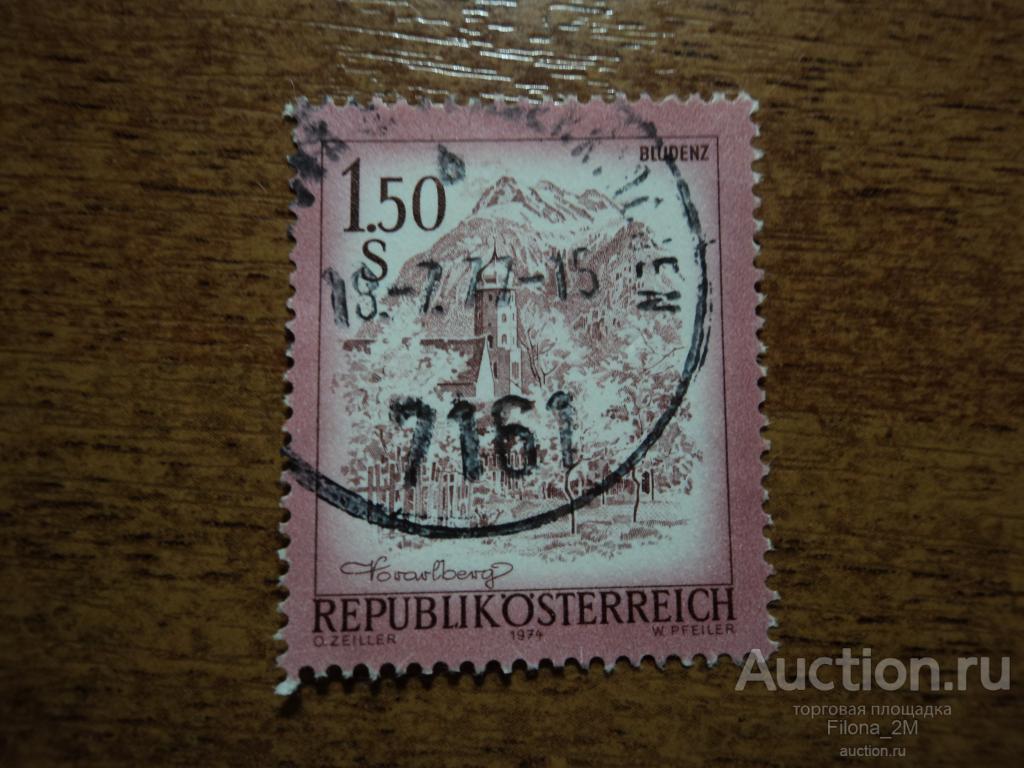 BLUDENZ
1.50
S
18.-7.77-15
7161
Vorarlberg
REPUBLIK ÖSTERREICH
O. ZEILLER 1974 W. PFEILER
Auction.ru
торговая площадка
Filona_2M
auction.ru